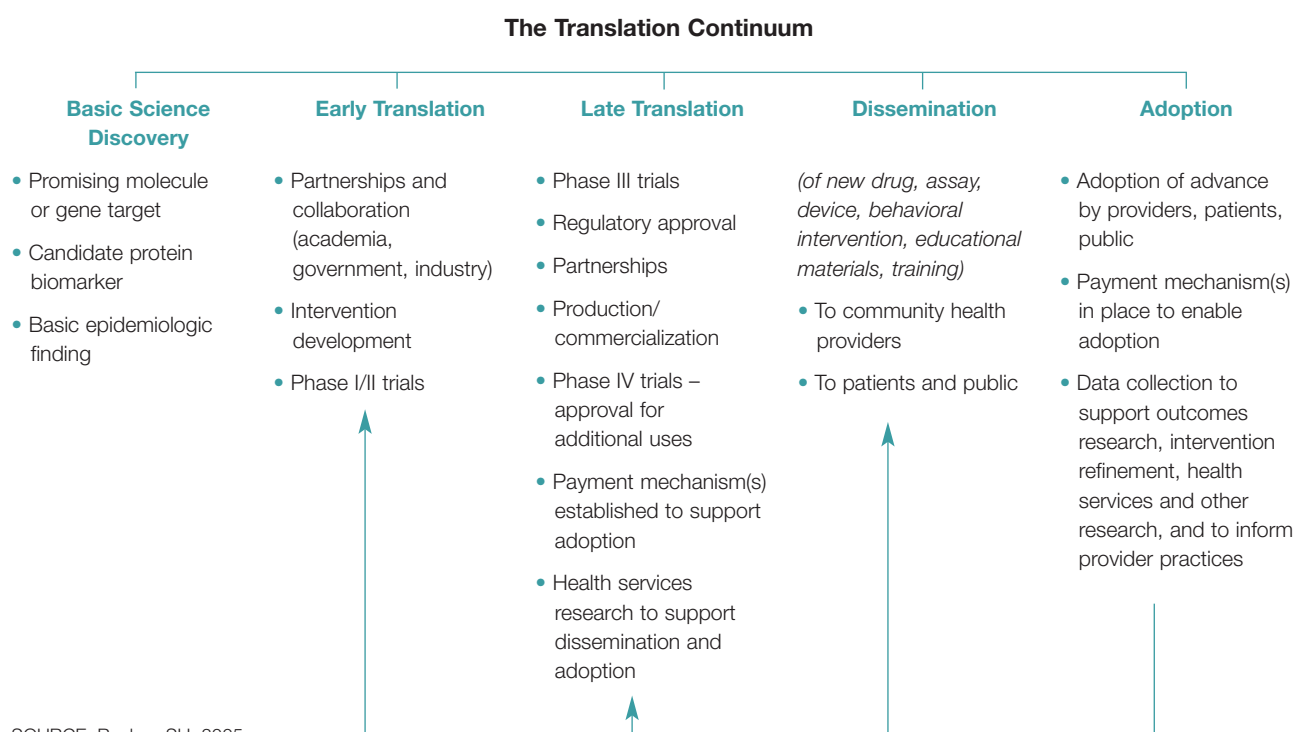 The Translation Continuum
Basic Science
Discovery
• Promising molecule
or gene target
• Candidate protein
biomarker
• Basic epidemiologic
finding
Early Translation
• Partnerships and
collaboration
(academia,
government, industry)
• Intervention
development
• Phase I/II trials
Late Translation
• Phase III trials
• Regulatory approval
• Partnerships
• Production/
commercialization
• Phase IV trials –
approval for
additional uses
• Payment mechanism(s)
established to support
adoption
• Health services
research to support
dissemination and
adoption
Dissemination
(of new drug, assay,
device, behavioral
intervention, educational
materials, training)
• To community health
providers
• To patients and public
Adoption
• Adoption of advance
by providers, patients,
public
• Payment mechanism(s)
in place to enable
adoption
• Data collection to
support outcomes
research, intervention
refinement, health
services and other
research, and to inform
provider practices